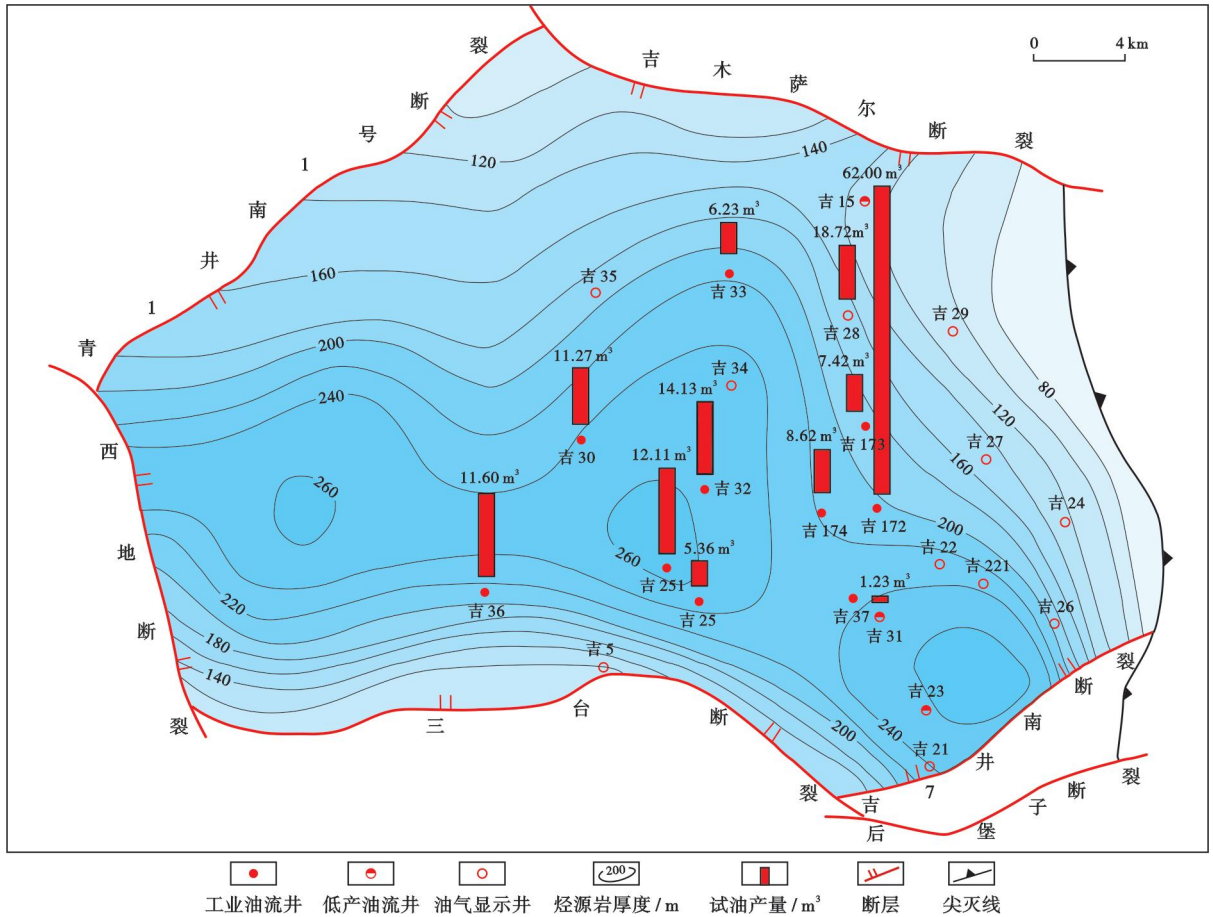 0 4 km
吉木萨尔断裂
青1井南1号断裂
西地断裂
三台断裂
吉7井南断裂
后堡子断裂
120
140
160
200
240
260
220
180
140
260
200
240
200
160
120
80
62.00 m³
吉 15
18.72m³
吉 28
6.23 m³
吉 33
吉 35
吉 29
11.27 m³
吉 30
吉 34
14.13 m³
吉 32
7.42 m³
吉 173
8.62 m³
吉 174
吉 172
吉 27
吉 24
11.60 m³
吉 36
12.11 m³
吉 251
5.36 m³
吉 25
吉 22
吉 221
1.23 m³
吉 37
吉 31
吉 26
吉 5
吉 23
吉 21
200
工业油流井 低产油流井 油气显示井 烃源岩厚度 / m 试油产量 / m³ 断层 尖灭线